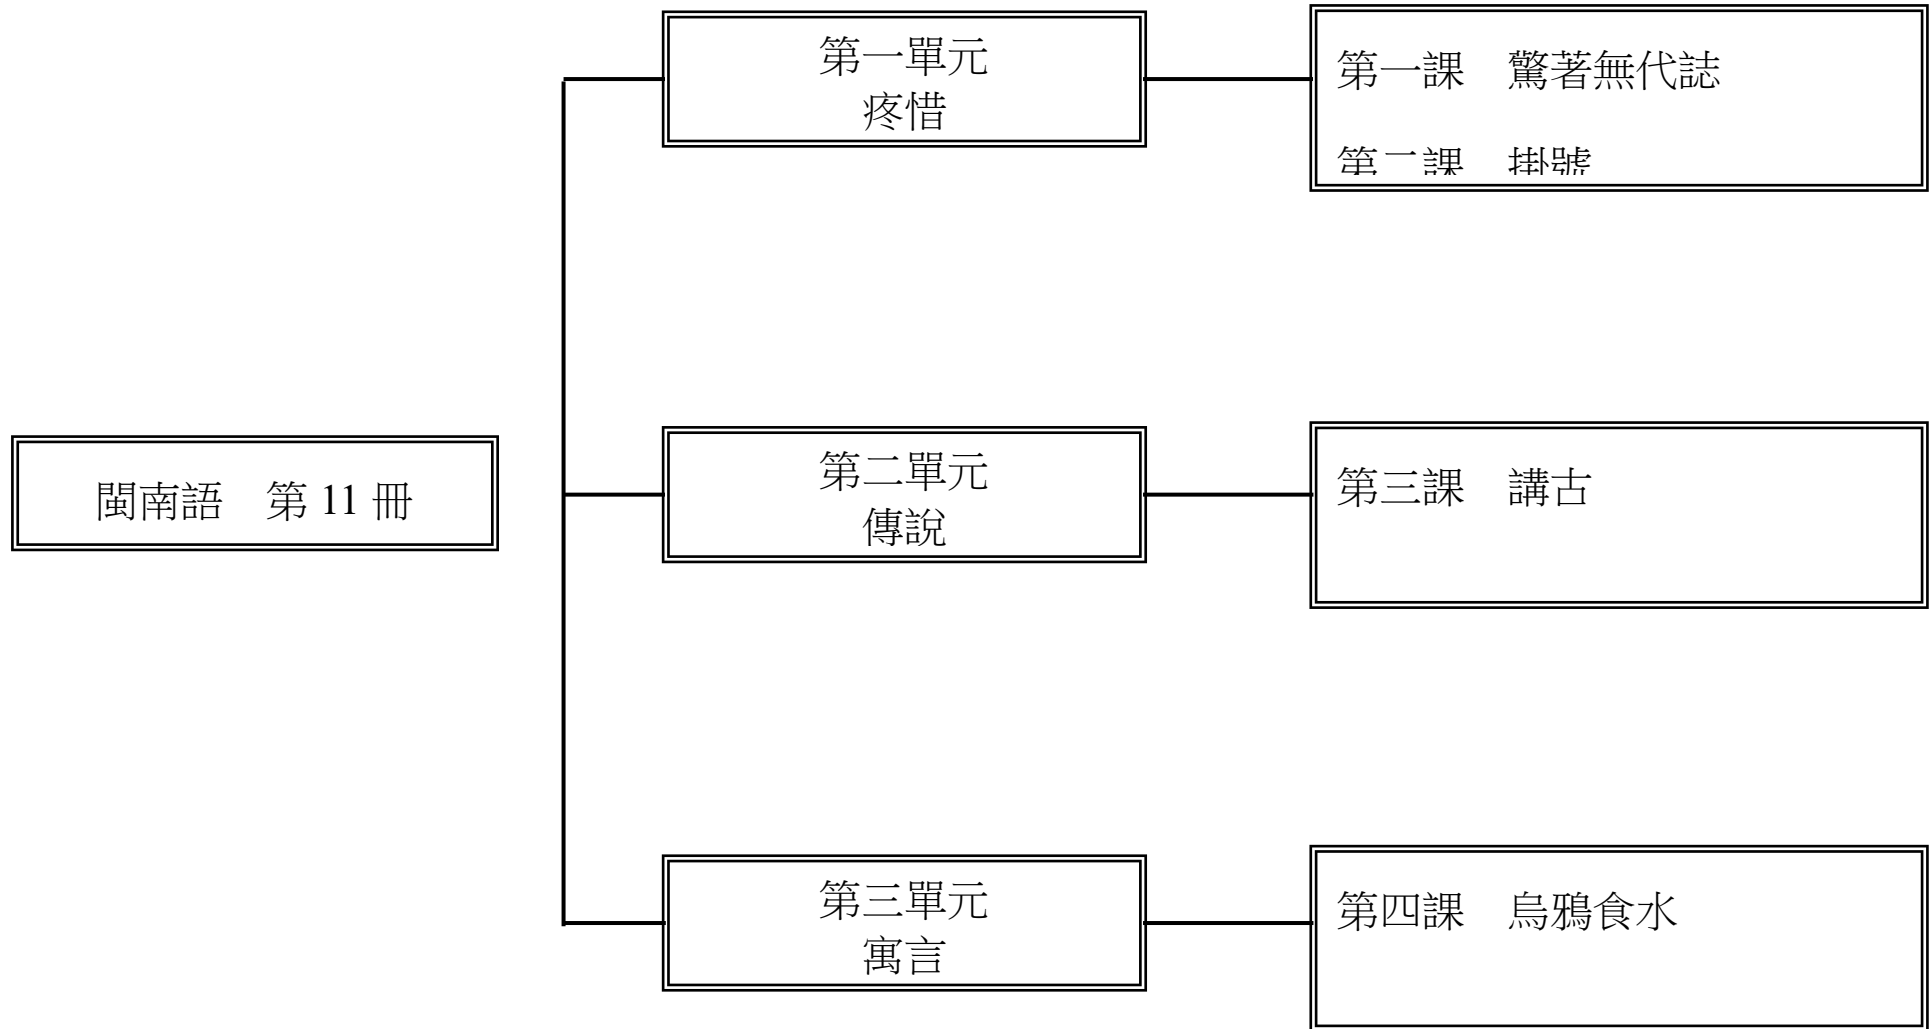 第一單元
疼惜
第一課　驚著無代誌
第二課　掛號
閩南語　第 11 冊
第二單元
傳說
第三課　講古
第三單元
寓言
第四課　烏鴉食水